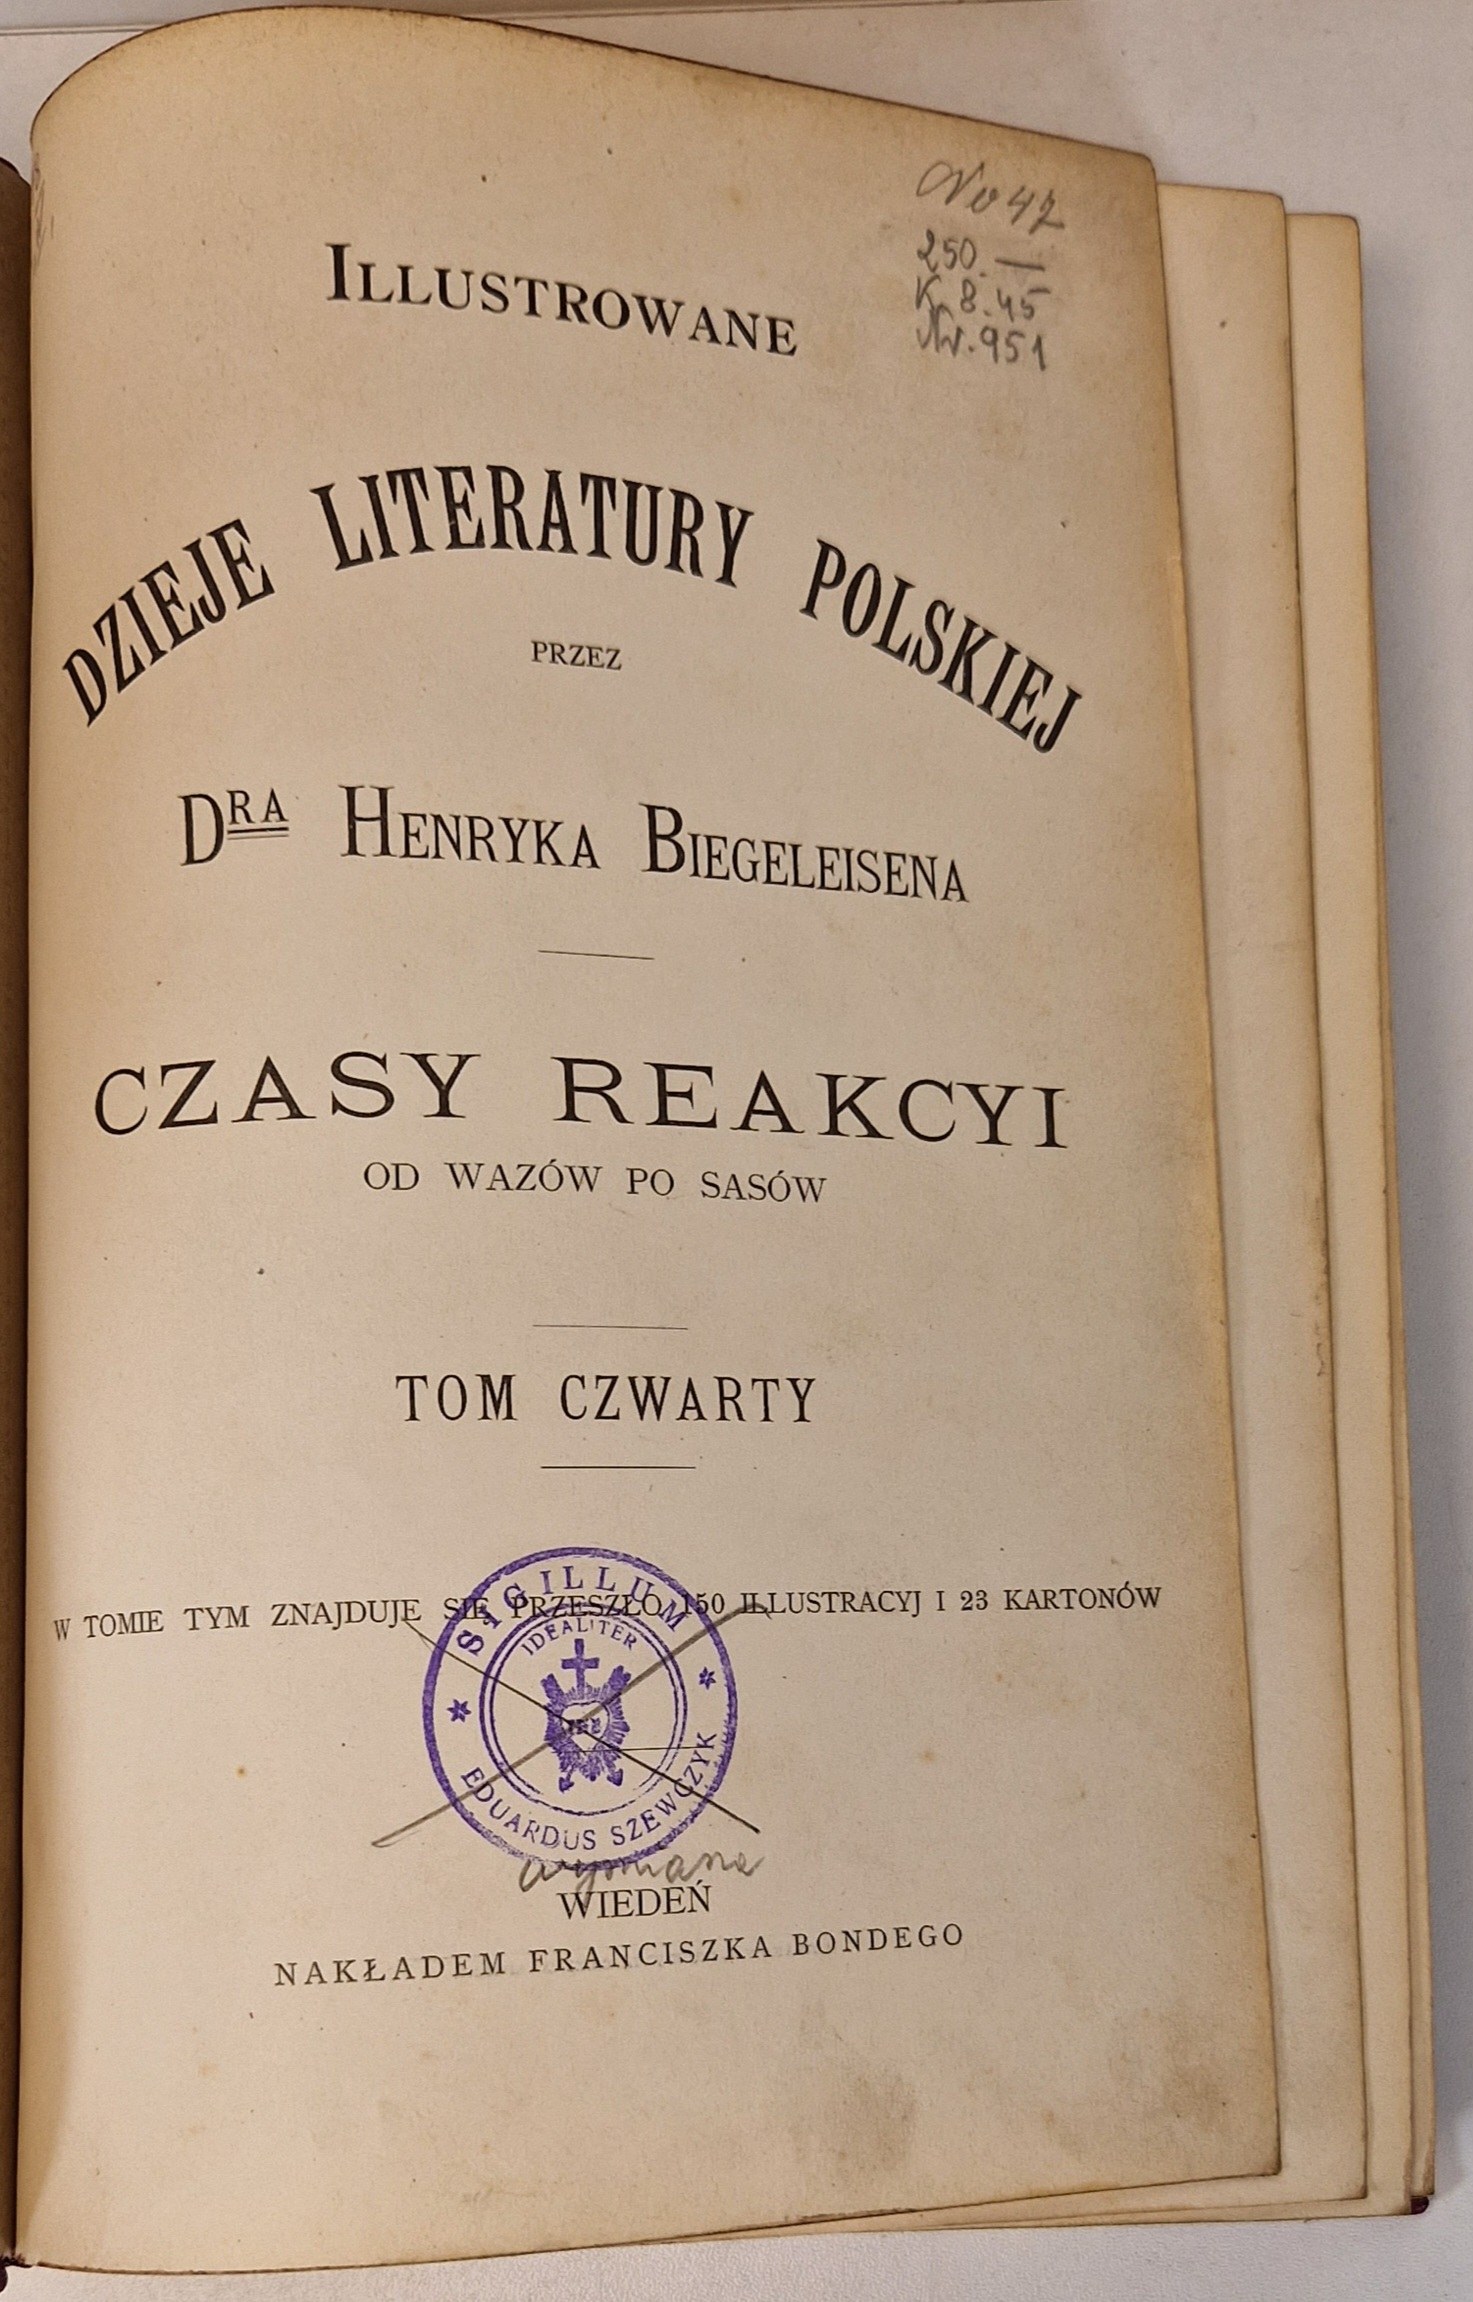 No 47
250.—
K. 8.45
Nr. 951
ILLUSTROWANE
DZIEJE LITERATURY POLSKIEJ
PRZEZ
DRA HENRYKA BIEGELEISENA
CZASY REAKCYI
OD WAZÓW PO SASÓW
TOM CZWARTY
W TOMIE TYM ZNAJDUJE SIĘ PRZESZŁO 150 ILLUSTRACYJ I 23 KARTONÓW
SIGILLUM
IDEALITER
EDUARDUS SZEWCZYK
wymiana
WIEDEŃ
NAKŁADEM FRANCISZKA BONDEGO